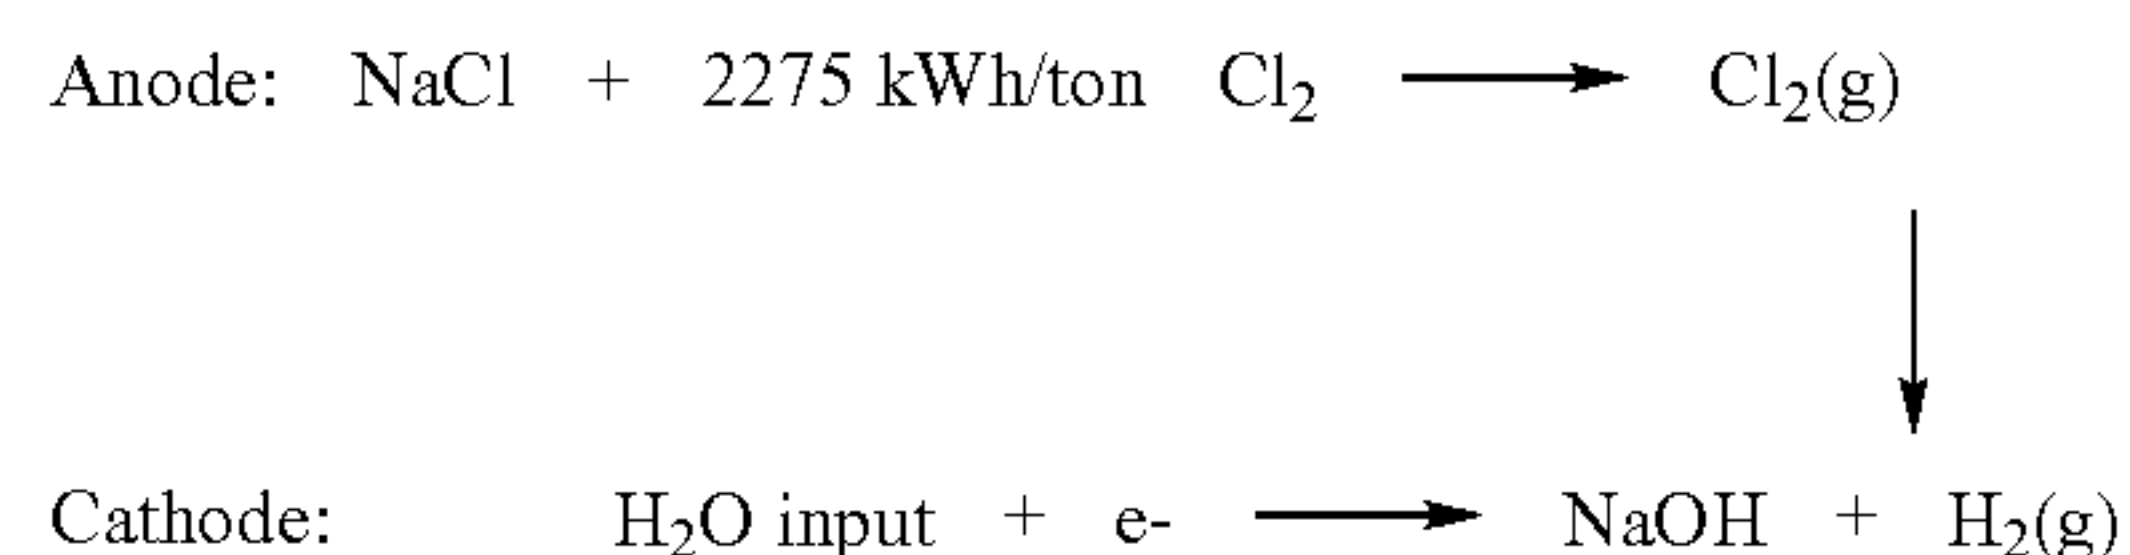 Anode: NaCl + 2275 kWh/ton Cl₂ ⟶ Cl₂(g)
Cathode: H₂O input + e- ⟶ NaOH + H₂(g)